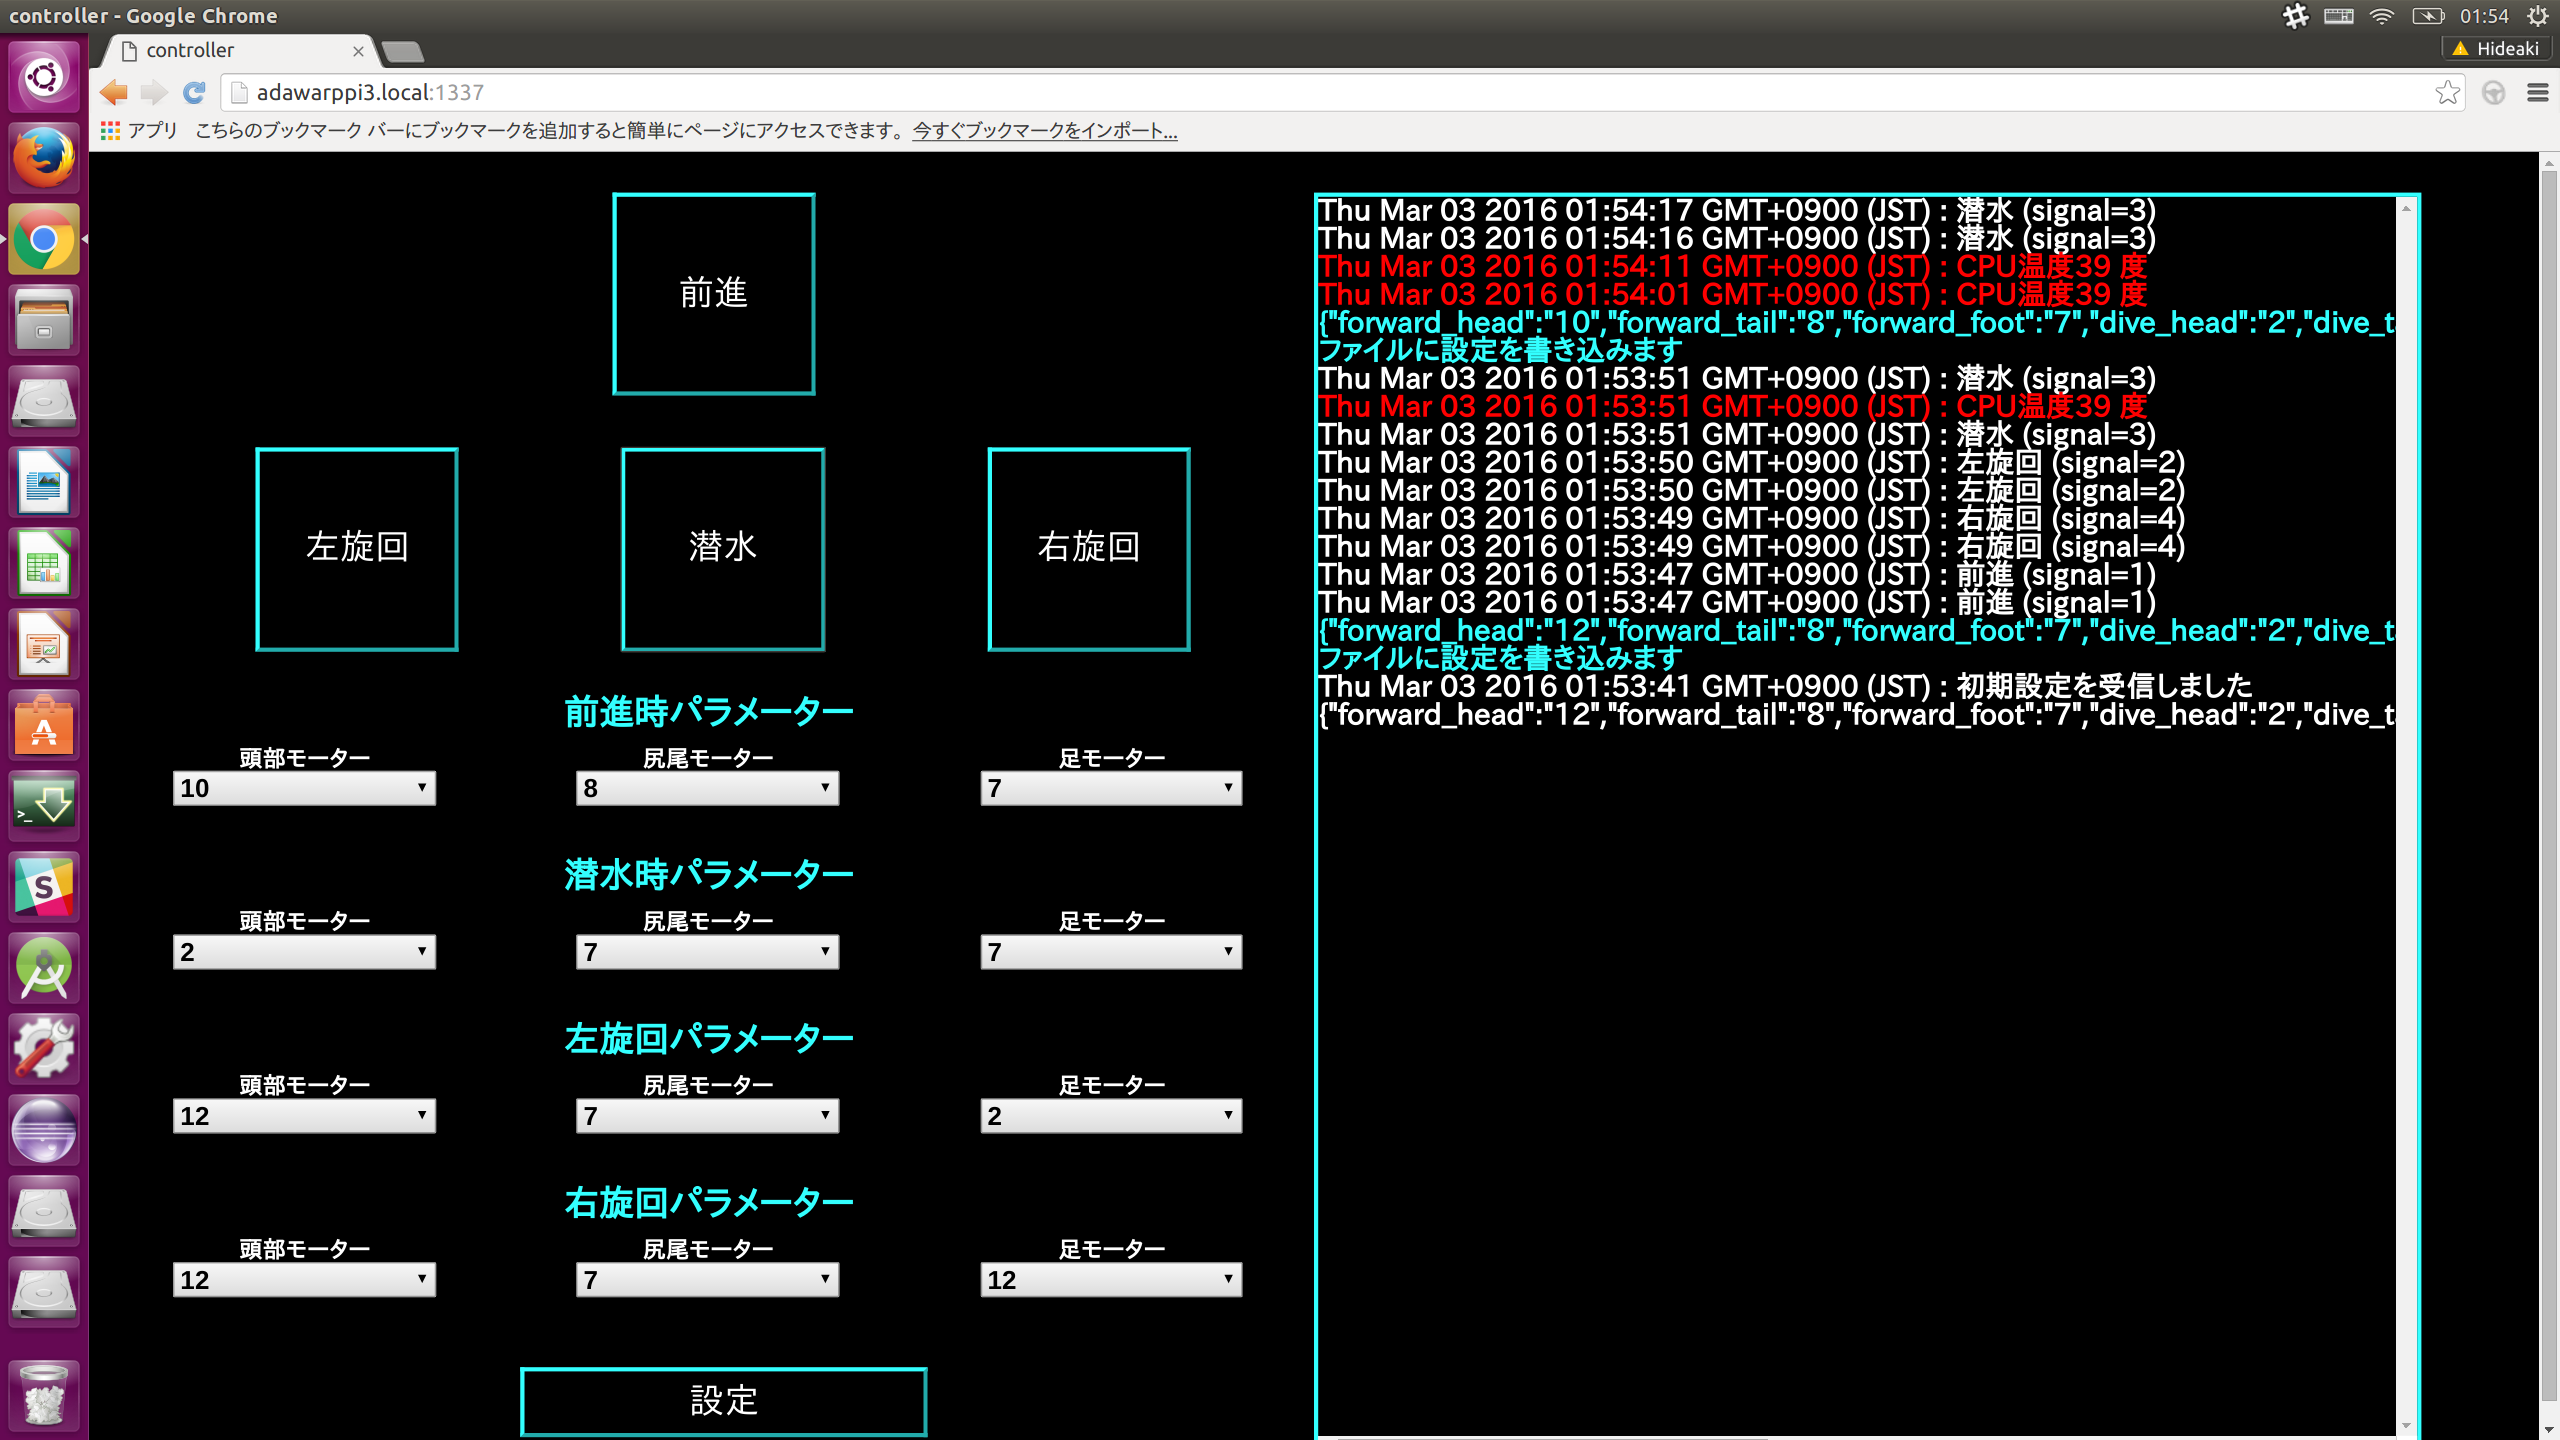 controller - Google Chrome
01:54
controller
Hideaki
adawarppi3.local:1337
アプリ こちらのブックマーク バーにブックマークを追加すると簡単にページにアクセスできます。 今すぐブックマークをインポート...
前進
左旋回 潜水 右旋回
前進時パラメーター
頭部モーター 尻尾モーター 足モーター
10 8 7
潜水時パラメーター
頭部モーター 尻尾モーター 足モーター
2 7 7
左旋回パラメーター
頭部モーター 尻尾モーター 足モーター
12 7 2
右旋回パラメーター
頭部モーター 尻尾モーター 足モーター
12 7 12
設定
Thu Mar 03 2016 01:54:17 GMT+0900 (JST) : 潜水 (signal=3)
Thu Mar 03 2016 01:54:16 GMT+0900 (JST) : 潜水 (signal=3)
Thu Mar 03 2016 01:54:11 GMT+0900 (JST) : CPU温度39 度
Thu Mar 03 2016 01:54:01 GMT+0900 (JST) : CPU温度39 度
{"forward_head":"10","forward_tail":"8","forward_foot":"7","dive_head":"2","dive_ta
ファイルに設定を書き込みます
Thu Mar 03 2016 01:53:51 GMT+0900 (JST) : 潜水 (signal=3)
Thu Mar 03 2016 01:53:51 GMT+0900 (JST) : CPU温度39 度
Thu Mar 03 2016 01:53:51 GMT+0900 (JST) : 潜水 (signal=3)
Thu Mar 03 2016 01:53:50 GMT+0900 (JST) : 左旋回 (signal=2)
Thu Mar 03 2016 01:53:50 GMT+0900 (JST) : 左旋回 (signal=2)
Thu Mar 03 2016 01:53:49 GMT+0900 (JST) : 右旋回 (signal=4)
Thu Mar 03 2016 01:53:49 GMT+0900 (JST) : 右旋回 (signal=4)
Thu Mar 03 2016 01:53:47 GMT+0900 (JST) : 前進 (signal=1)
Thu Mar 03 2016 01:53:47 GMT+0900 (JST) : 前進 (signal=1)
{"forward_head":"12","forward_tail":"8","forward_foot":"7","dive_head":"2","dive_ta
ファイルに設定を書き込みます
Thu Mar 03 2016 01:53:41 GMT+0900 (JST) : 初期設定を受信しました
{"forward_head":"12","forward_tail":"8","forward_foot":"7","dive_head":"2","dive_ta